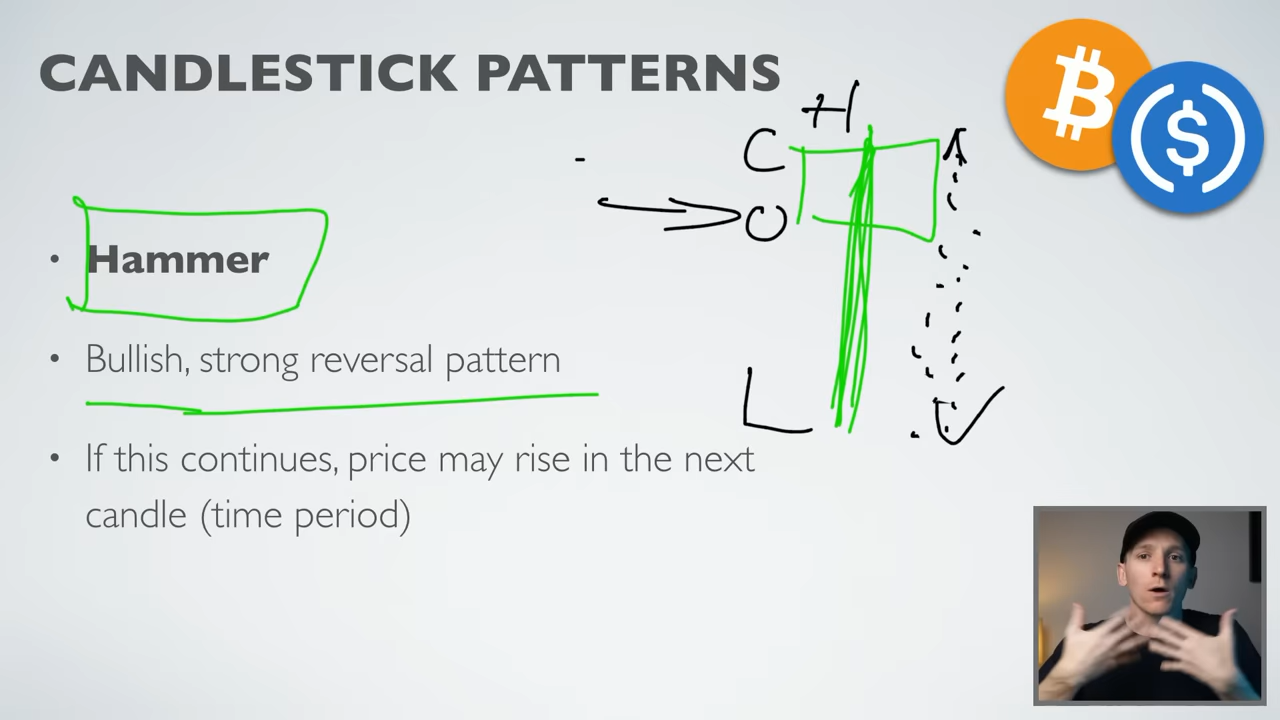 CANDLESTICK PATTERNS
H
C
O
L
• Hammer
• Bullish, strong reversal pattern
• If this continues, price may rise in the next
candle (time period)
₿
$